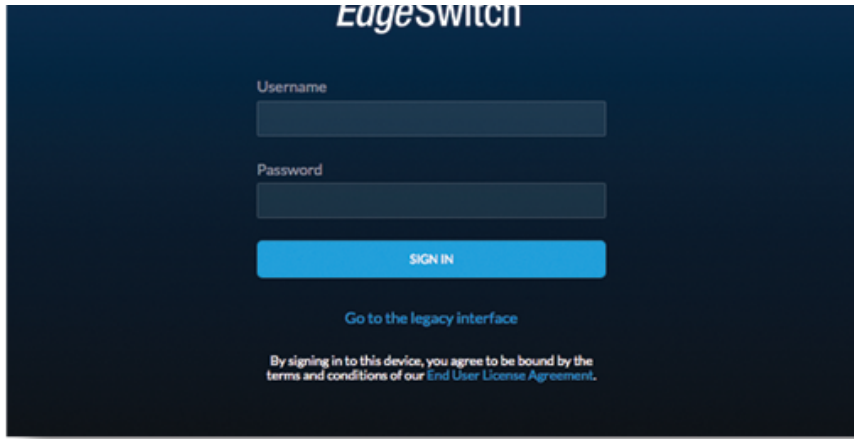 EdgeSwitch
Username
Password
SIGN IN
Go to the legacy interface
By signing in to this device, you agree to be bound by the
terms and conditions of our End User License Agreement.